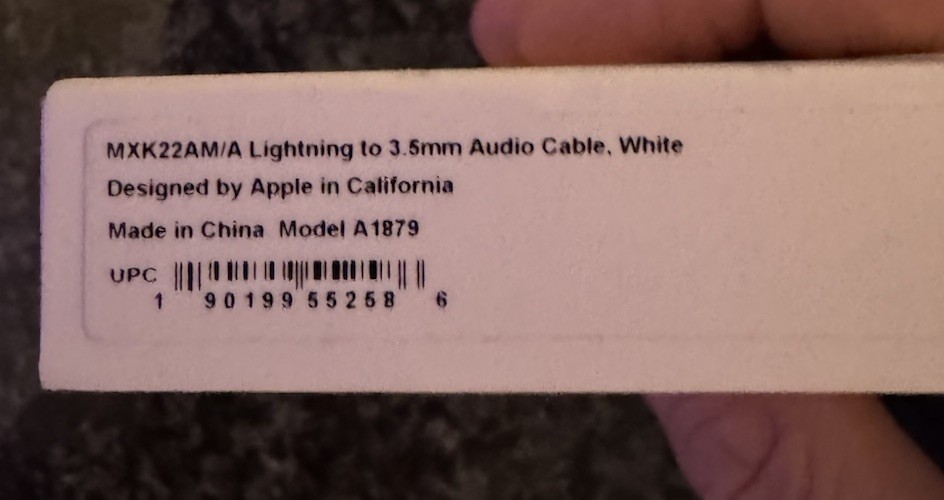 MXK22AM/A Lightning to 3.5mm Audio Cable, White
Designed by Apple in California
Made in China Model A1879
UPC
1 90199 55258 6